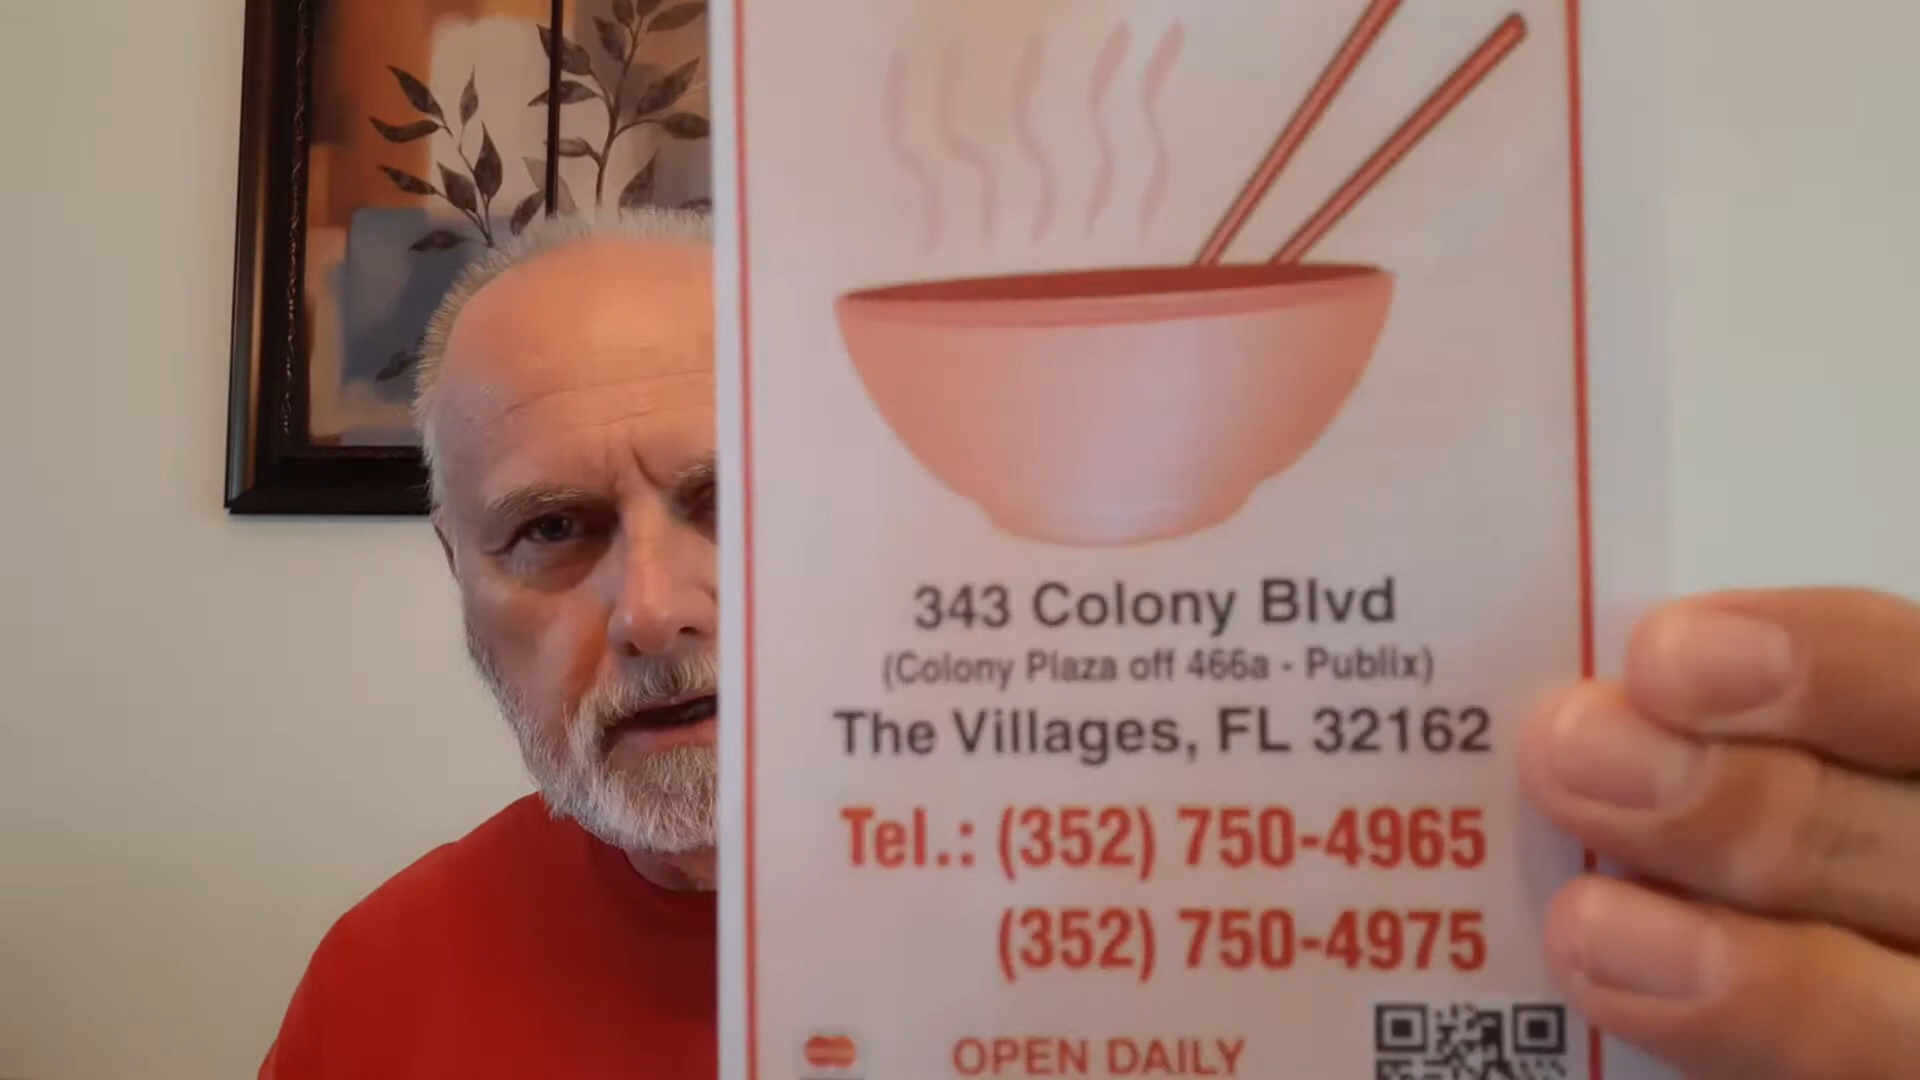 343 Colony Blvd
(Colony Plaza off 466a - Publix)
The Villages, FL 32162
Tel.: (352) 750-4965
(352) 750-4975
OPEN DAILY